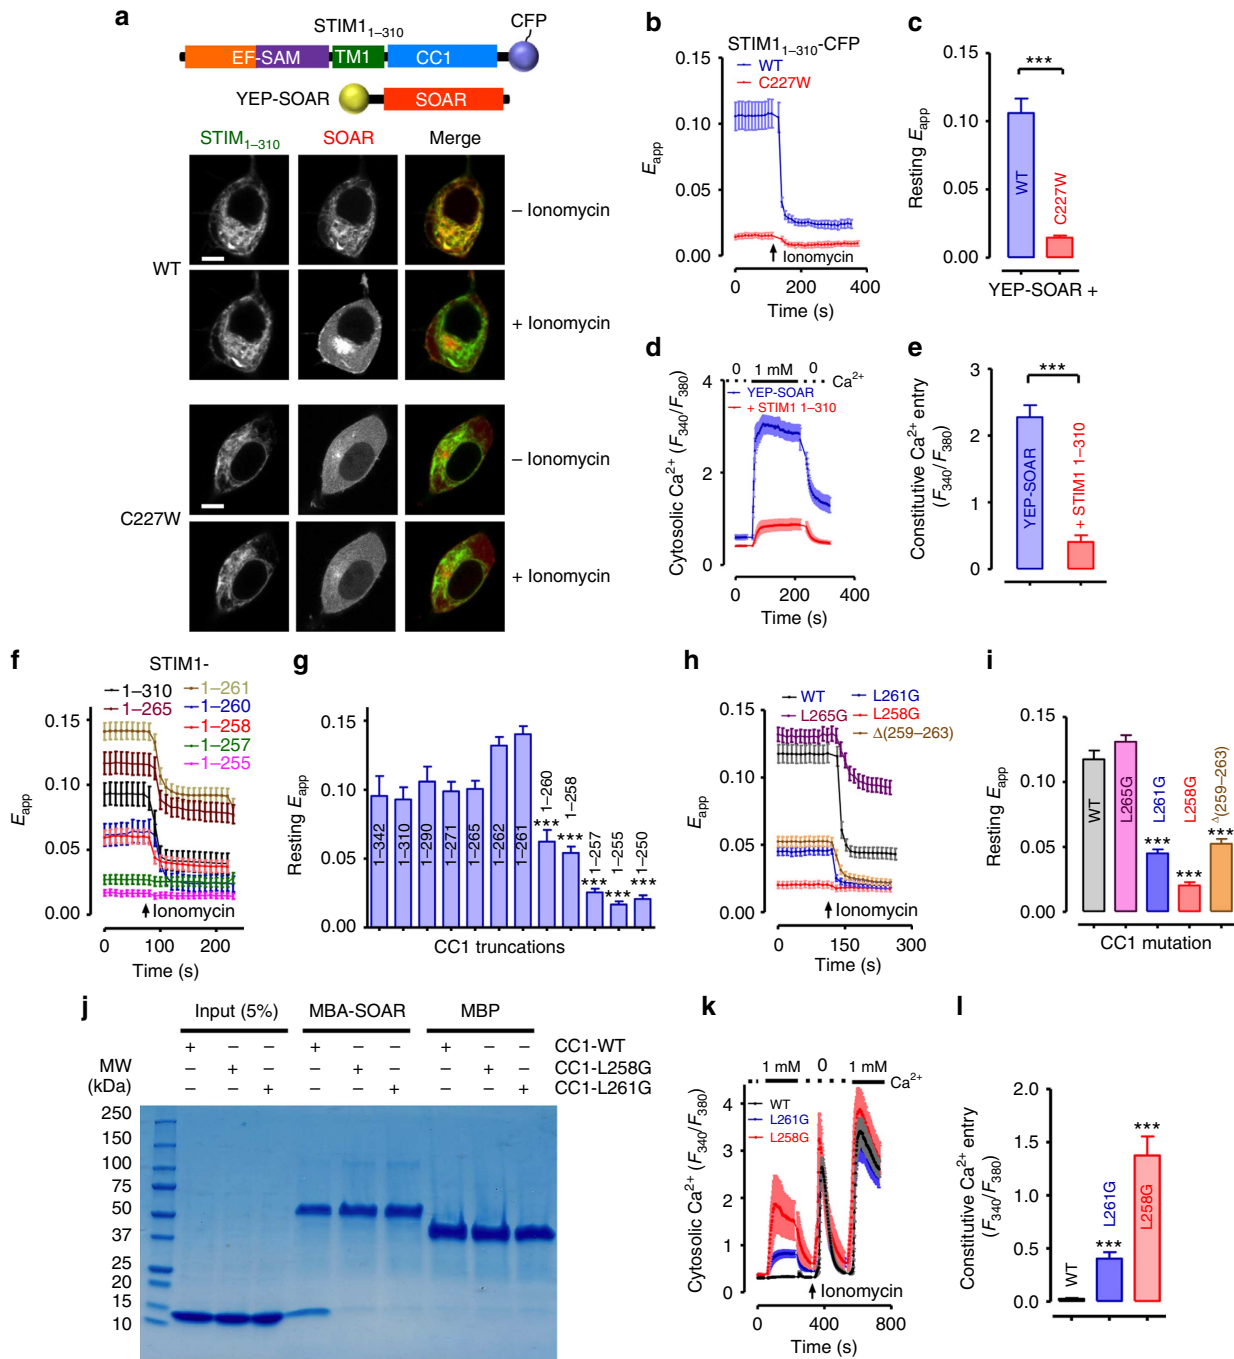 a
STIM1₁₋₃₁₀
CFP
EF-SAM
TM1
CC1
YEP-SOAR
SOAR
STIM₁₋₃₁₀
SOAR
Merge
WT
– Ionomycin
+ Ionomycin
C227W
– Ionomycin
+ Ionomycin
b
STIM1₁₋₃₁₀-CFP
WT
C227W
E_app
0.15
0.10
0.05
0.00
Ionomycin
0 200 400
Time (s)
c
Resting E_app
0.15
0.10
0.05
0.00
***
WT
C227W
YEP-SOAR +
d
0 1 mM 0 Ca²⁺
YEP-SOAR
+ STIM1 1–310
Cytosolic Ca²⁺ (F₃₄₀/F₃₈₀)
4
2
0
0 200 400
Time (s)
e
Constitutive Ca²⁺ entry
(F₃₄₀/F₃₈₀)
3
2
1
0
***
YEP-SOAR
+ STIM1 1–310
f
STIM1-
1–310 1–261
1–265 1–260
1–258
1–257
1–255
E_app
0.15
0.10
0.05
0.00
Ionomycin
0 100 200
Time (s)
g
Resting E_app
0.15
0.10
0.05
0.00
1–342
1–310
1–290
1–271
1–265
1–262
1–261
1–260
***
1–258
***
1–257
***
1–255
***
1–250
***
CC1 truncations
h
WT L261G
L265G L258G
Δ(259–263)
E_app
0.15
0.10
0.05
0.00
Ionomycin
0 150 300
Time (s)
i
Resting E_app
0.15
0.10
0.05
0.00
WT
L265G
L261G
***
L258G
***
Δ(259–263)
***
CC1 mutation
j
Input (5%) MBA-SOAR MBP
+ – – + – – + – – CC1-WT
– + – – + – – + – CC1-L258G
– – + – – + – – + CC1-L261G
MW
(kDa)
250
150
100
75
50
37
25
20
15
10
k
1 mM 0 1 mM Ca²⁺
WT
L261G
L258G
Cytosolic Ca²⁺ (F₃₄₀/F₃₈₀)
4
3
2
1
0
Ionomycin
0 400 800
Time (s)
l
Constitutive Ca²⁺ entry
(F₃₄₀/F₃₈₀)
2.0
1.5
1.0
0.5
0.0
WT
L261G
***
L258G
***